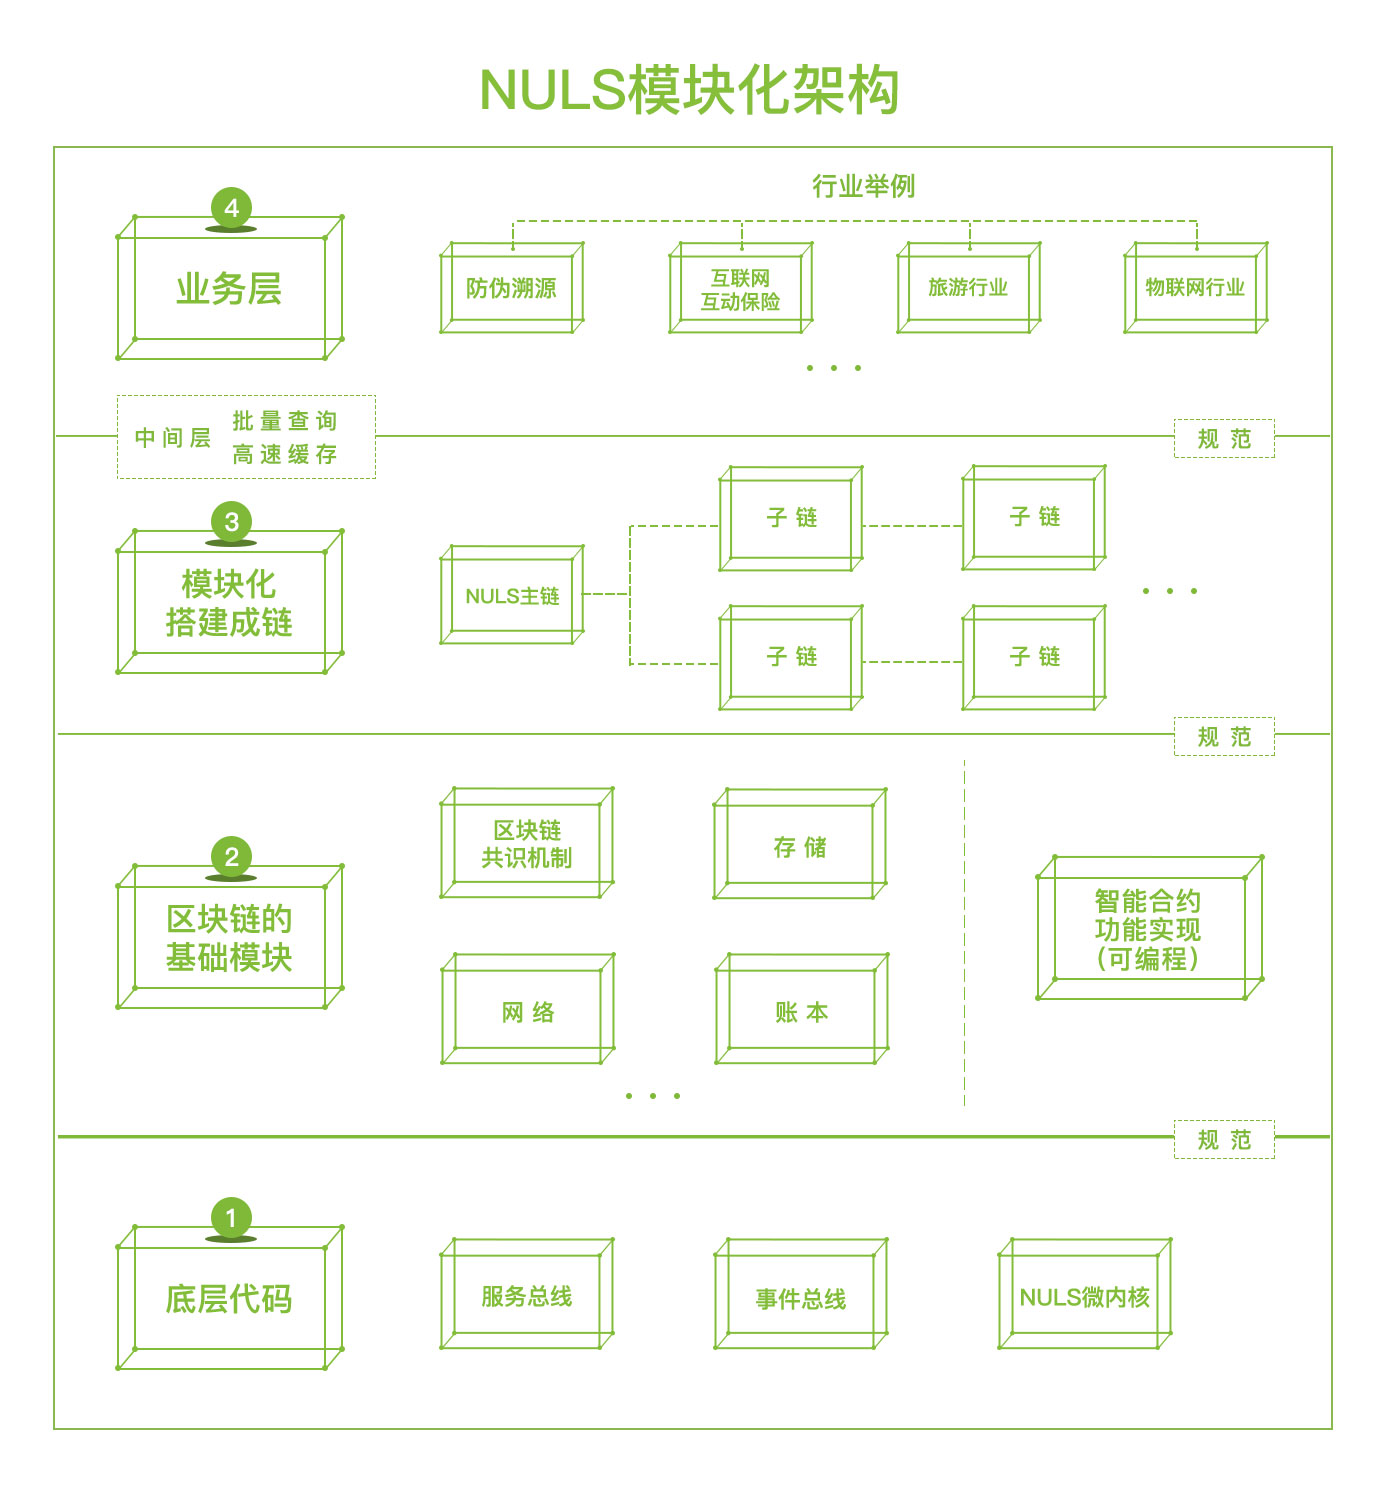 NULS模块化架构
行业举例
4
业务层
防伪溯源
互联网
互动保险
旅游行业
物联网行业
中间层
批量查询
高速缓存
规范
3
模块化
搭建成链
NULS主链
子链
子链
子链
子链
规范
2
区块链的
基础模块
区块链
共识机制
存储
网络
账本
智能合约
功能实现
(可编程)
规范
1
底层代码
服务总线
事件总线
NULS微内核